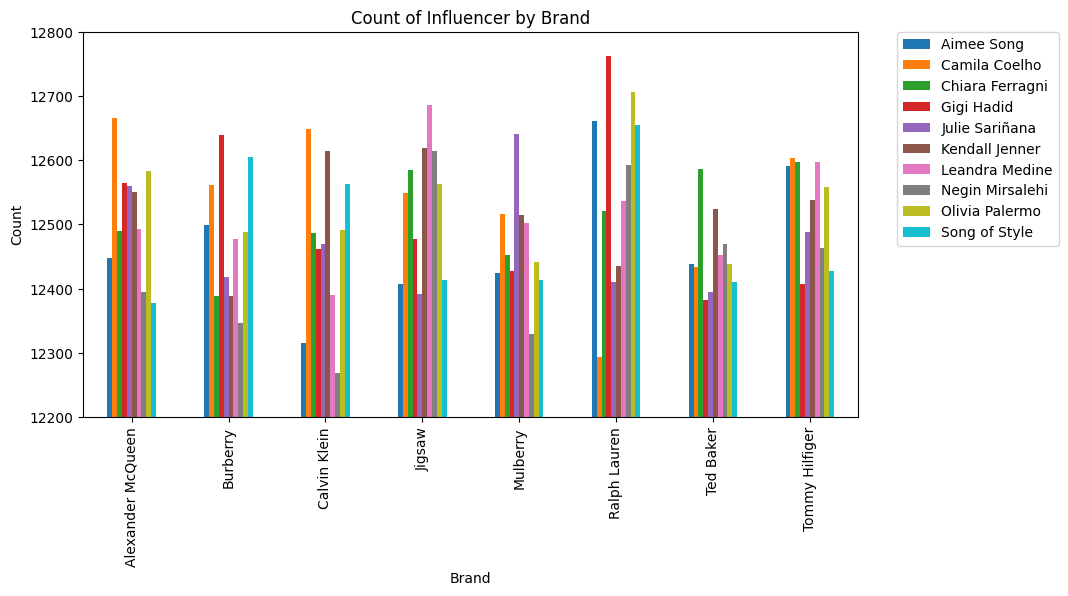 Count of Influencer by Brand
12800
12700
12600
12500
12400
12300
12200
Count
Alexander McQueen
Burberry
Calvin Klein
Jigsaw
Mulberry
Ralph Lauren
Ted Baker
Tommy Hilfiger
Brand
Aimee Song
Camila Coelho
Chiara Ferragni
Gigi Hadid
Julie Sariñana
Kendall Jenner
Leandra Medine
Negin Mirsalehi
Olivia Palermo
Song of Style